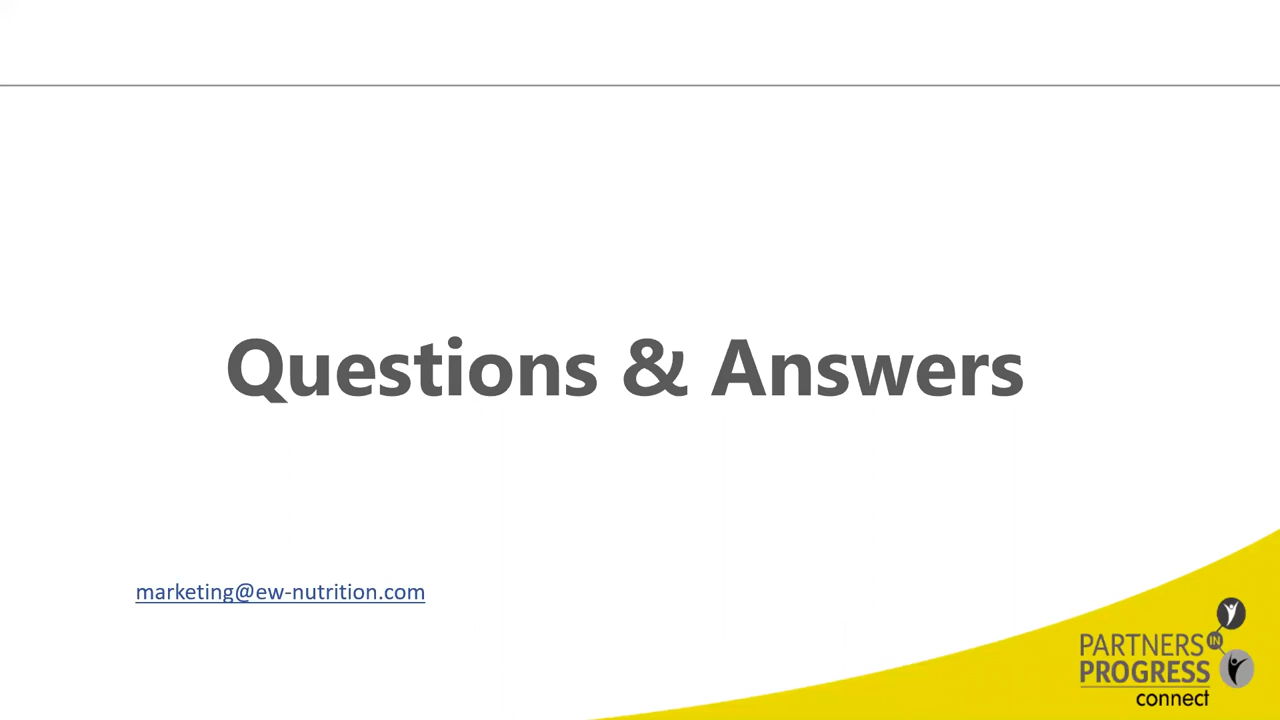 Questions & Answers
marketing@ew-nutrition.com
PARTNERS IN
PROGRESS
connect